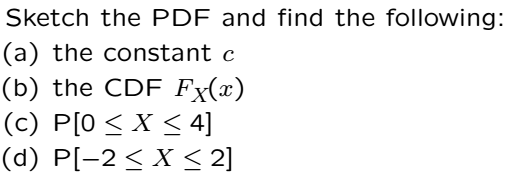 Sketch the PDF and find the following:
(a) the constant c
(b) the CDF F_X(x)
(c) P[0 ≤ X ≤ 4]
(d) P[−2 ≤ X ≤ 2]